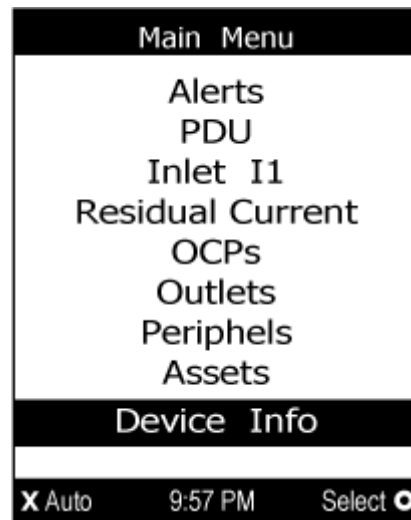 Main Menu
Alerts
PDU
Inlet I1
Residual Current
OCPs
Outlets
Periphels
Assets
Device Info
X Auto 9:57 PM Select O